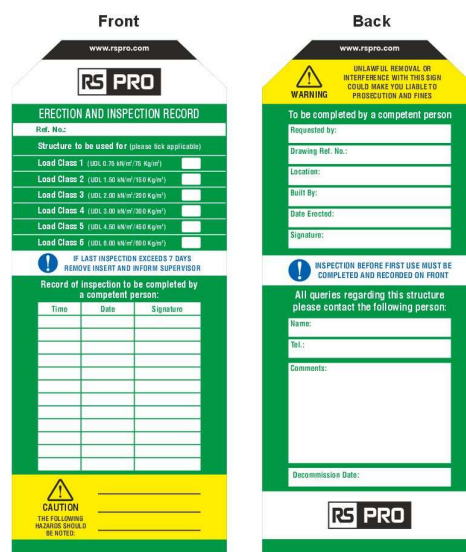 Front
www.rspro.com
RS PRO
ERECTION AND INSPECTION RECORD
Ref. No.:
Structure to be used for (please tick applicable)
Load Class 1 (UDL 0.75 kN/m²/75 Kg/m²)
Load Class 2 (UDL 1.50 kN/m²/150 Kg/m²)
Load Class 3 (UDL 2.00 kN/m²/200 Kg/m²)
Load Class 4 (UDL 3.00 kN/m²/300 Kg/m²)
Load Class 5 (UDL 4.50 kN/m²/450 Kg/m²)
Load Class 6 (UDL 6.00 kN/m²/600 Kg/m²)
IF LAST INSPECTION EXCEEDS 7 DAYS
REMOVE INSERT AND INFORM SUPERVISOR
Record of inspection to be completed by
a competent person:
Time Date Signature
CAUTION
THE FOLLOWING
HAZARDS SHOULD
BE NOTED:
Back
www.rspro.com
WARNING
UNLAWFUL REMOVAL OR
INTERFERENCE WITH THIS SIGN
COULD MAKE YOU LIABLE TO
PROSECUTION AND FINES
To be completed by a competent person
Requested by:
Drawing Ref. No.:
Location:
Built By:
Date Erected:
Signature:
INSPECTION BEFORE FIRST USE MUST BE
COMPLETED AND RECORDED ON FRONT
All queries regarding this structure
please contact the following person:
Name:
Tel.:
Comments:
Decommission Date:
RS PRO